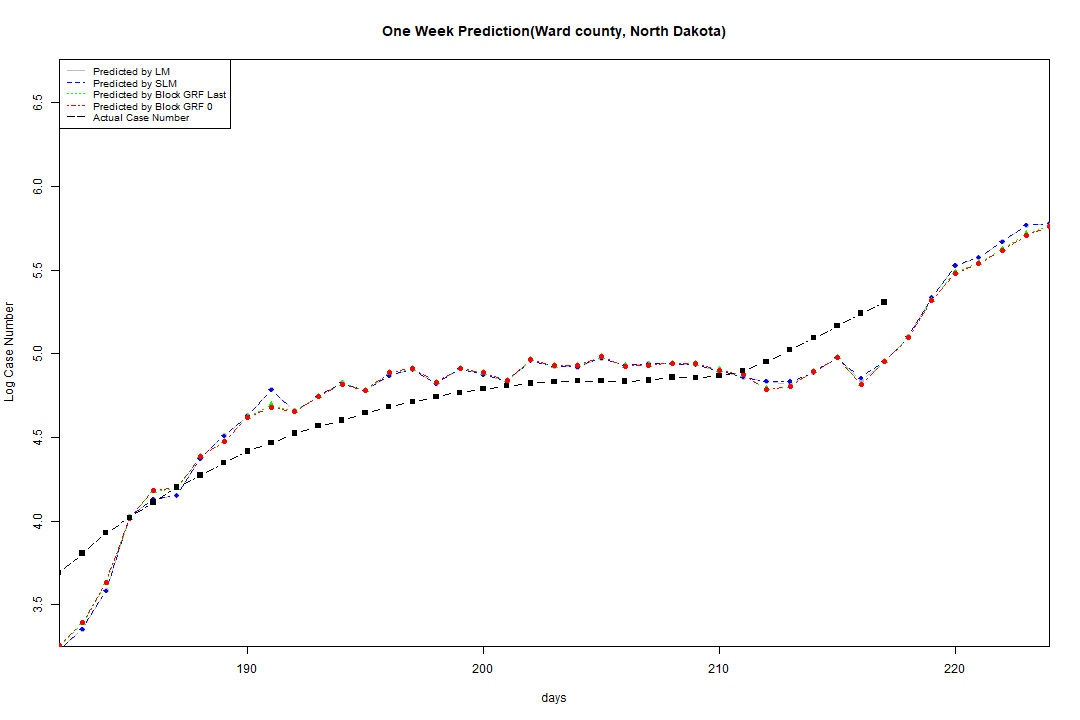 One Week Prediction(Ward county, North Dakota)
Predicted by LM
Predicted by SLM
Predicted by Block GRF Last
Predicted by Block GRF 0
Actual Case Number
6.5
6.0
5.5
5.0
4.5
4.0
3.5
Log Case Number
190 200 210 220
days